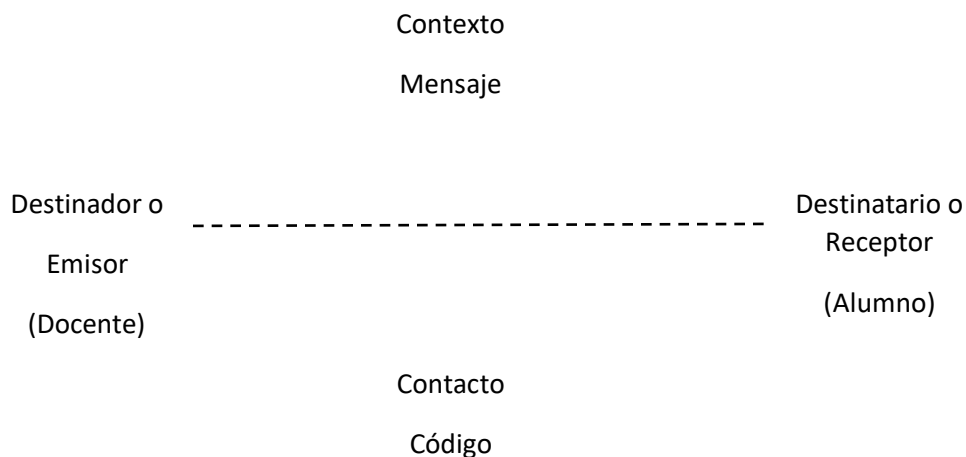 Contexto
Mensaje
Destinador o
Emisor
(Docente)
Destinatario o
Receptor
(Alumno)
Contacto
Código